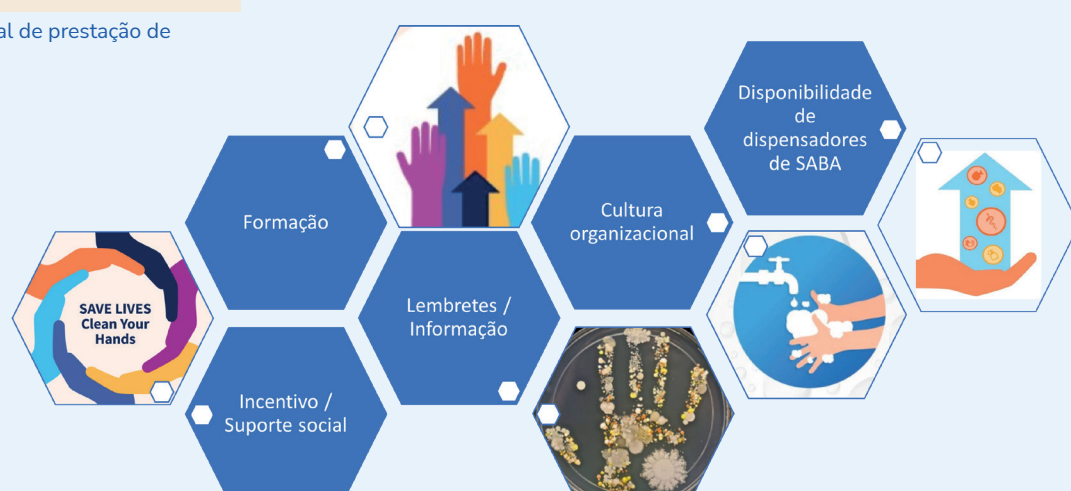 al de prestação de
Disponibilidade
de
dispensadores
de SABA
Formação
Cultura
organizacional
SAVE LIVES
Clean Your
Hands
Lembretes /
Informação
Incentivo /
Suporte social